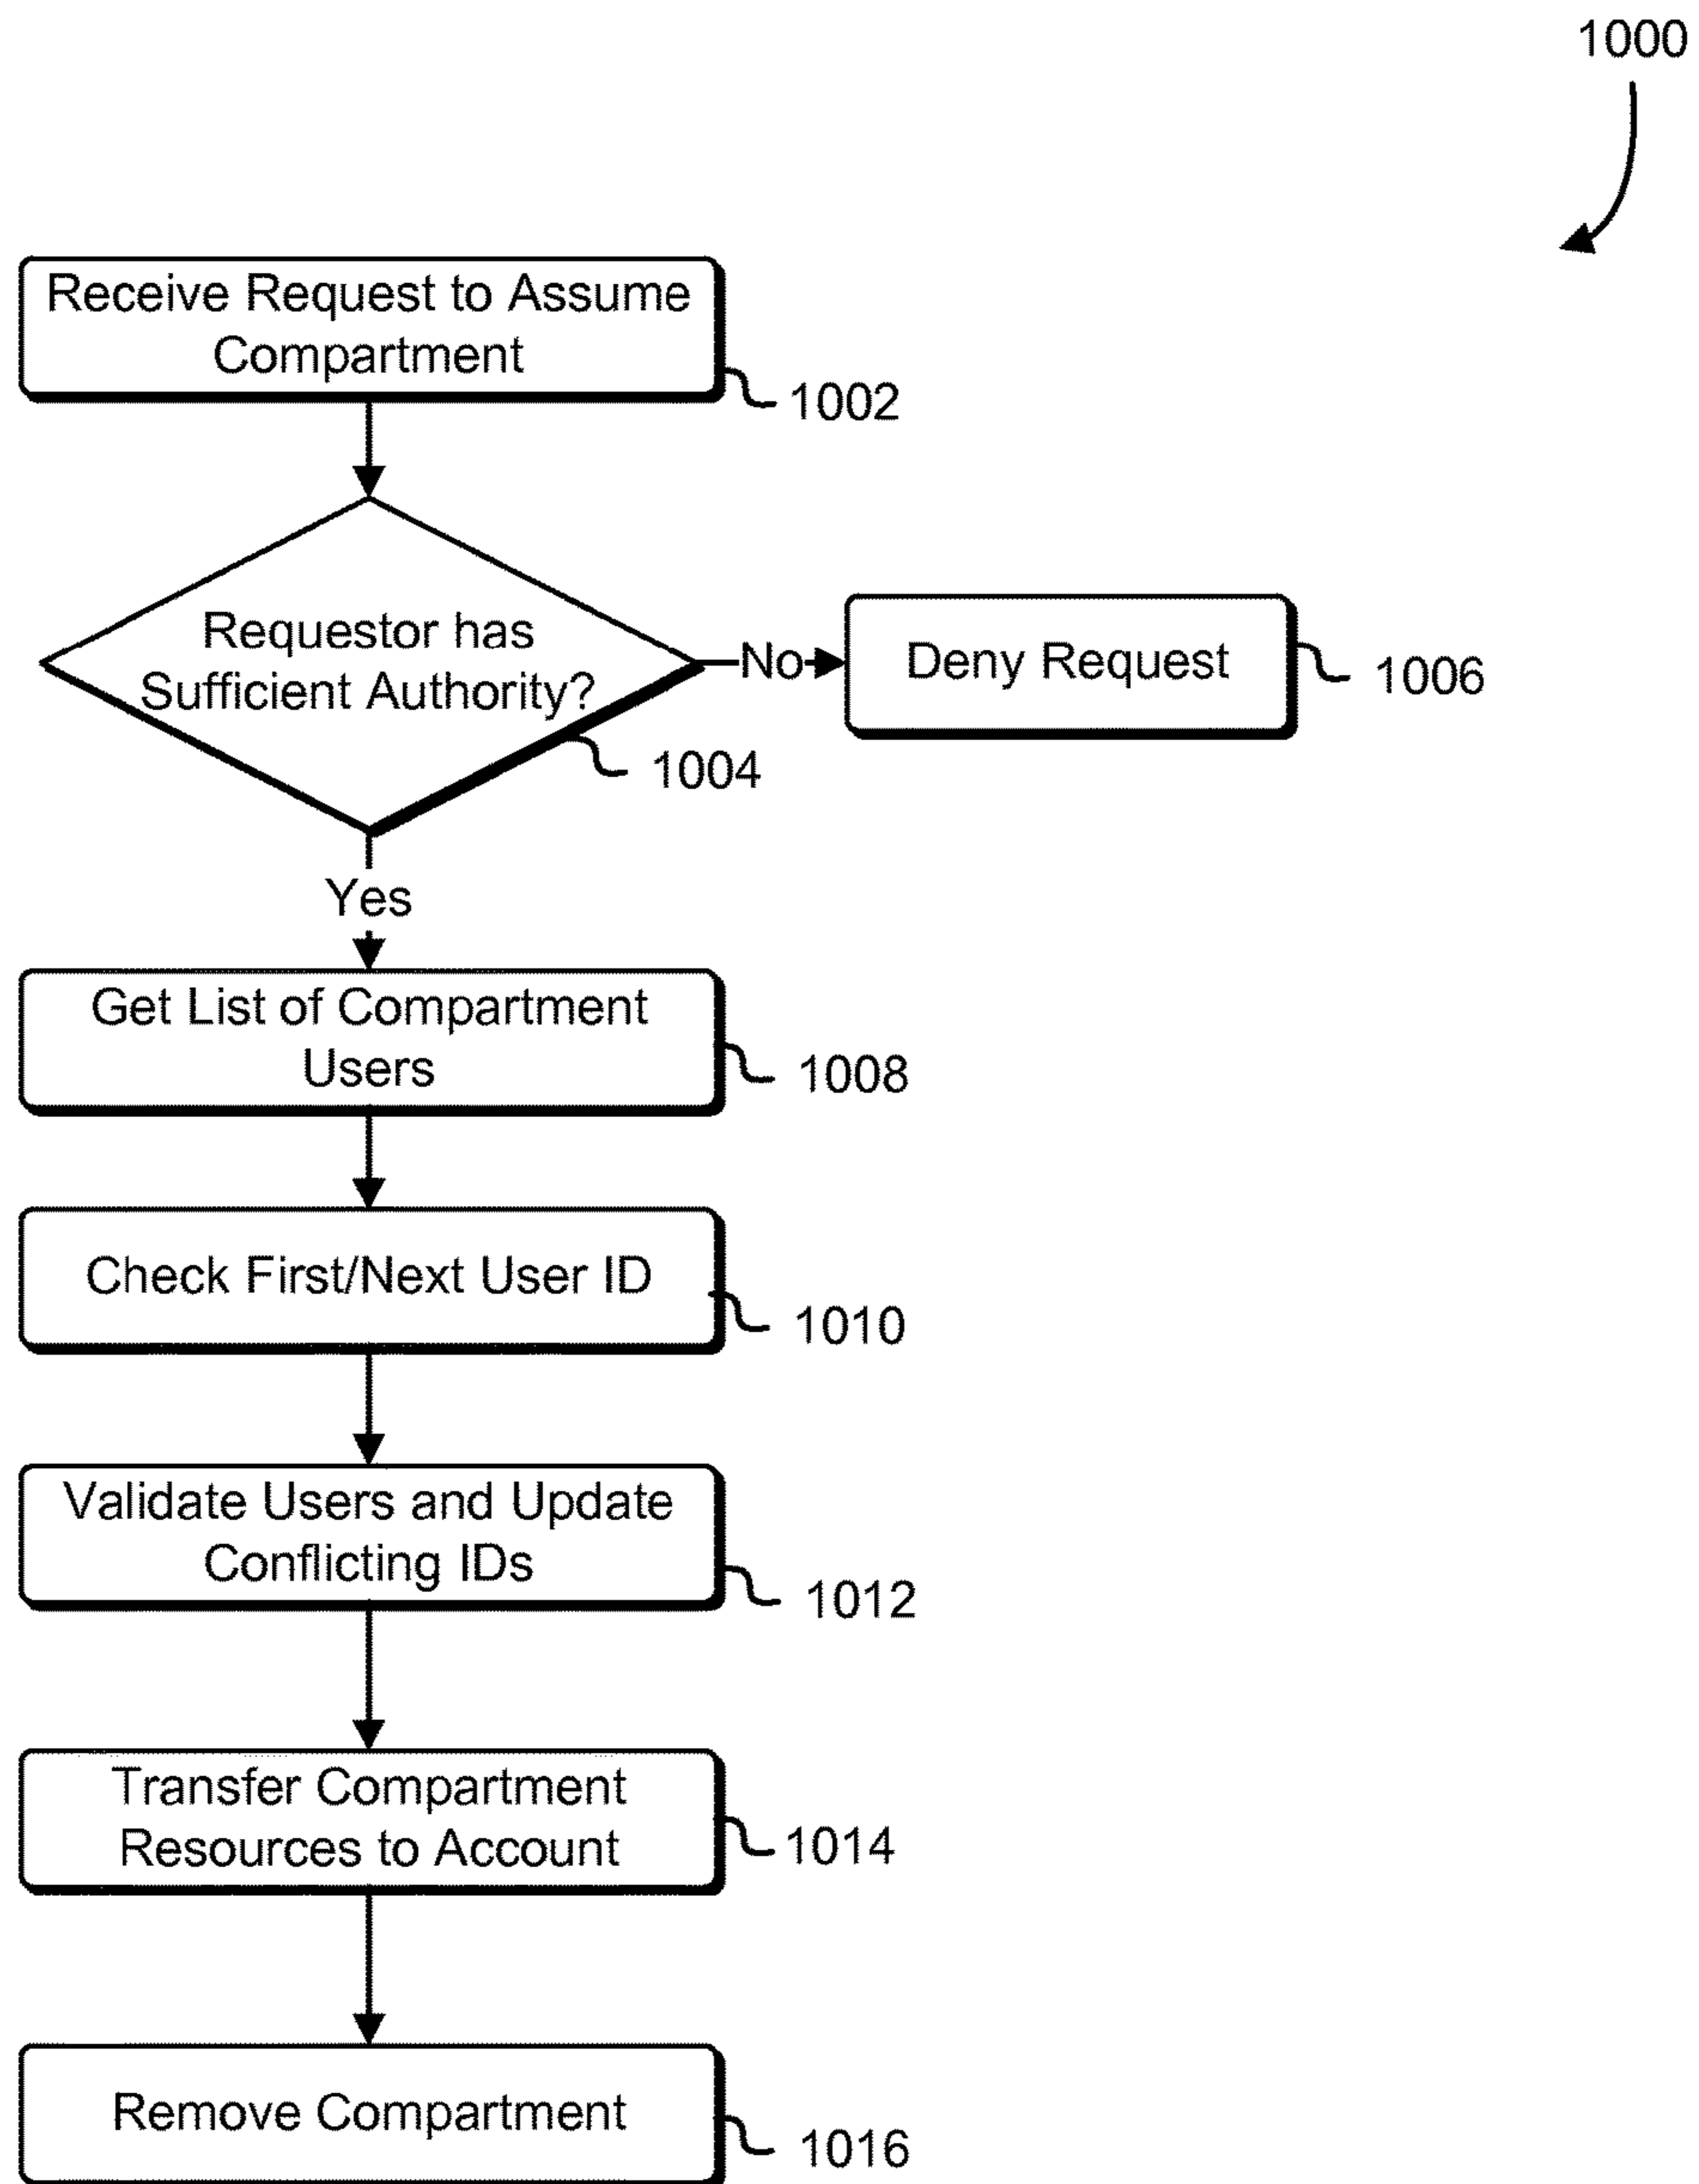 1000
Receive Request to Assume
Compartment
1002
Requestor has
Sufficient Authority?
1004
No
Deny Request
1006
Yes
Get List of Compartment
Users
1008
Check First/Next User ID
1010
Validate Users and Update
Conflicting IDs
1012
Transfer Compartment
Resources to Account
1014
Remove Compartment
1016